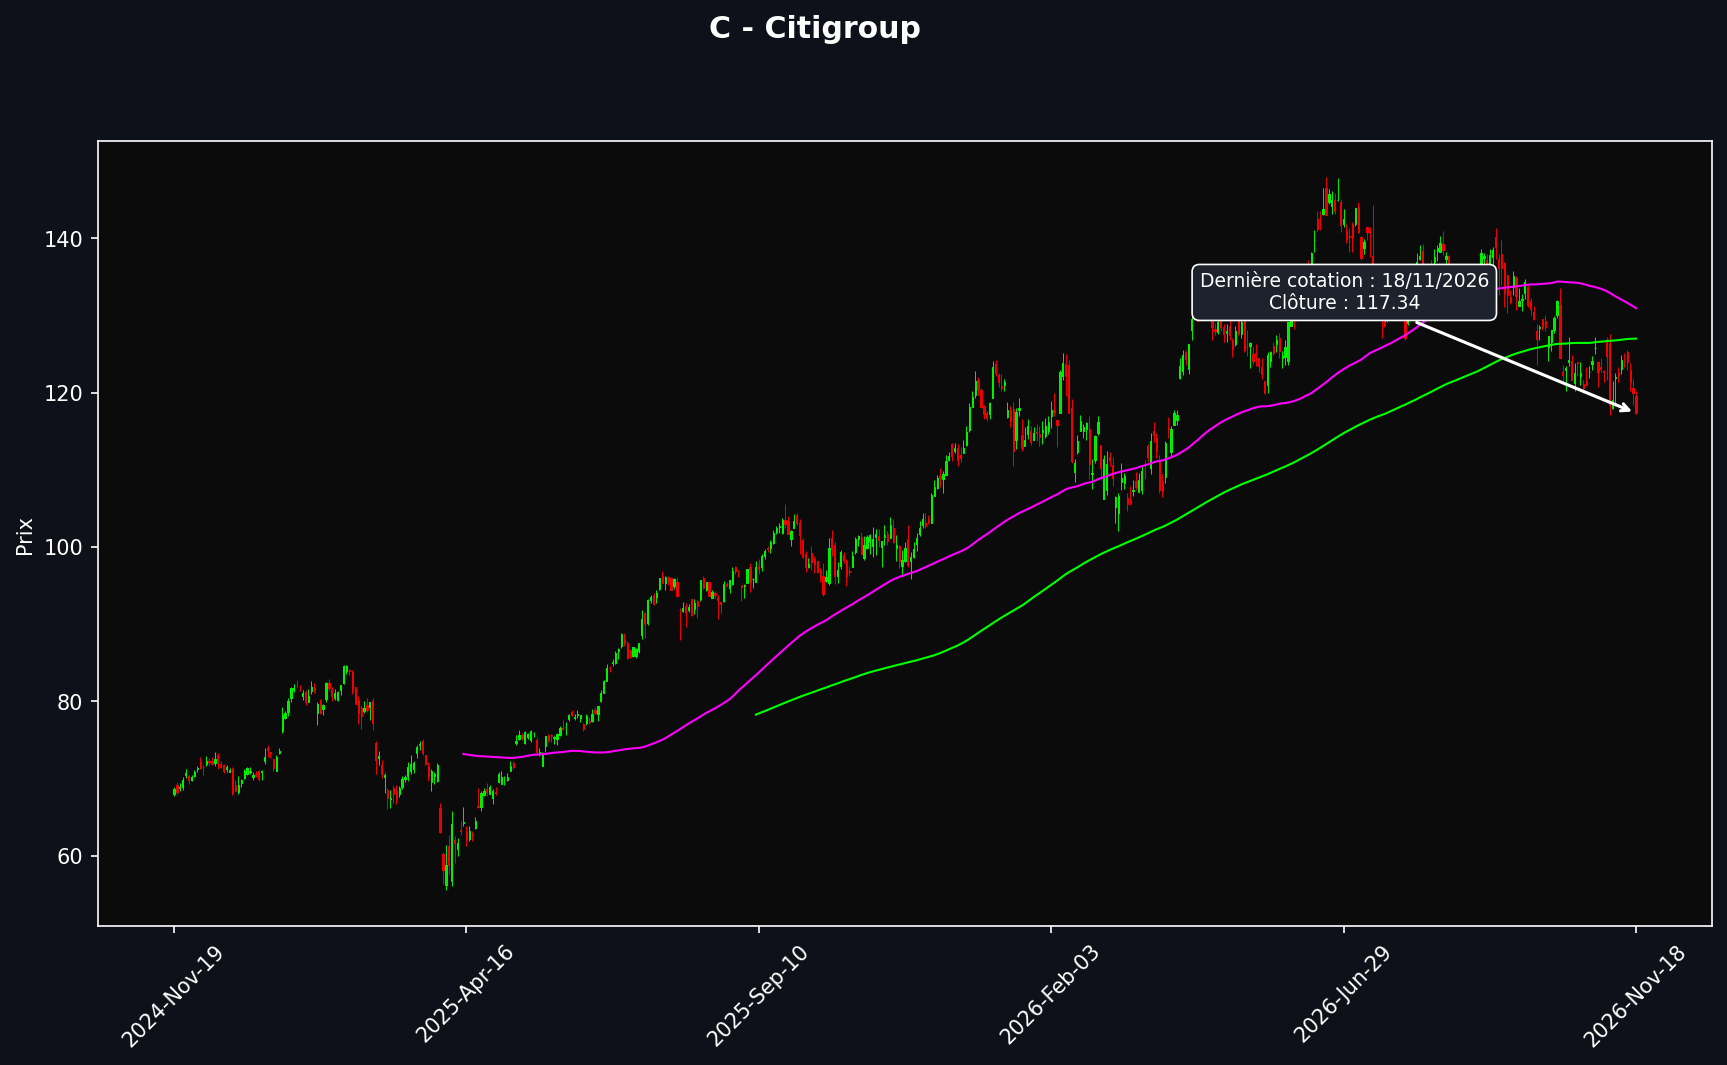 C - Citigroup
Dernière cotation : 18/11/2026
Clôture : 117.34
Prix
140
120
100
80
60
2024-Nov-19
2025-Apr-16
2025-Sep-10
2026-Feb-03
2026-Jun-29
2026-Nov-18